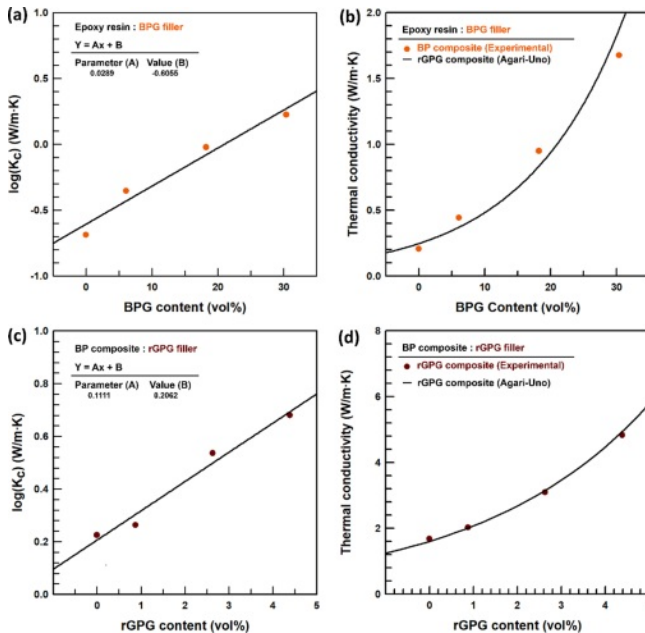 (a)
Epoxy resin : BPG filler
Y = Ax + B
Parameter (A) Value (B)
0.0289 -0.6055
1.0
0.5
0.0
-0.5
-1.0
log(K_C) (W/m·K)
0 10 20 30
BPG content (vol%)
(b)
Epoxy resin : BPG filler
BP composite (Experimental)
rGPG composite (Agari-Uno)
2.0
1.5
1.0
0.5
0.0
Thermal conductivity (W/m·K)
0 10 20 30
BPG Content (vol%)
(c)
BP composite : rGPG filler
Y = Ax + B
Parameter (A) Value (B)
0.1111 0.2062
1.0
0.8
0.6
0.4
0.2
0.0
log(K_C) (W/m·K)
0 1 2 3 4 5
rGPG content (vol%)
(d)
BP composite : rGPG filler
rGPG composite (Experimental)
rGPG composite (Agari-Uno)
8
6
4
2
0
Thermal conductivity (W/m·K)
0 1 2 3 4
rGPG content (vol%)